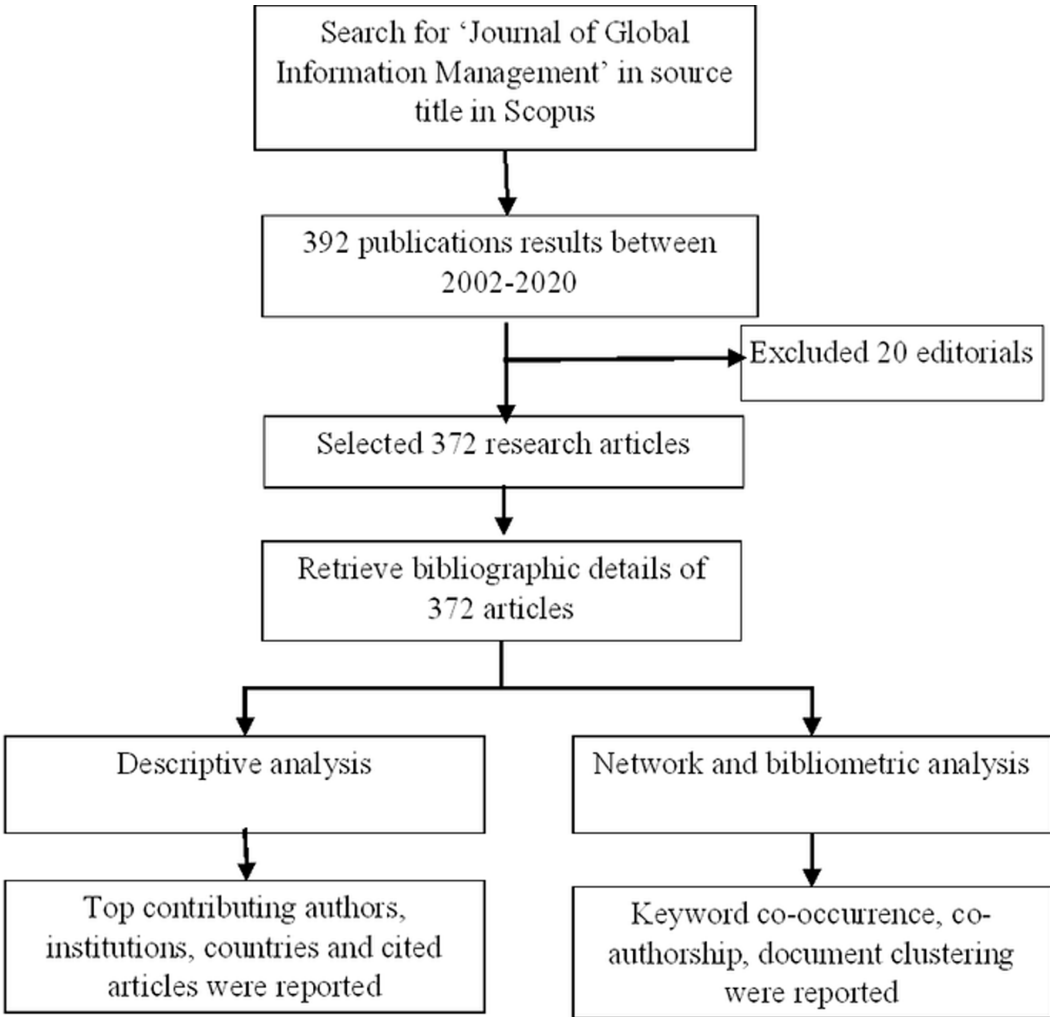 Search for ‘Journal of Global
Information Management’ in source
title in Scopus
392 publications results between
2002-2020
Excluded 20 editorials
Selected 372 research articles
Retrieve bibliographic details of
372 articles
Descriptive analysis
Network and bibliometric analysis
Top contributing authors,
institutions, countries and cited
articles were reported
Keyword co-occurrence, co-
authorship, document clustering
were reported